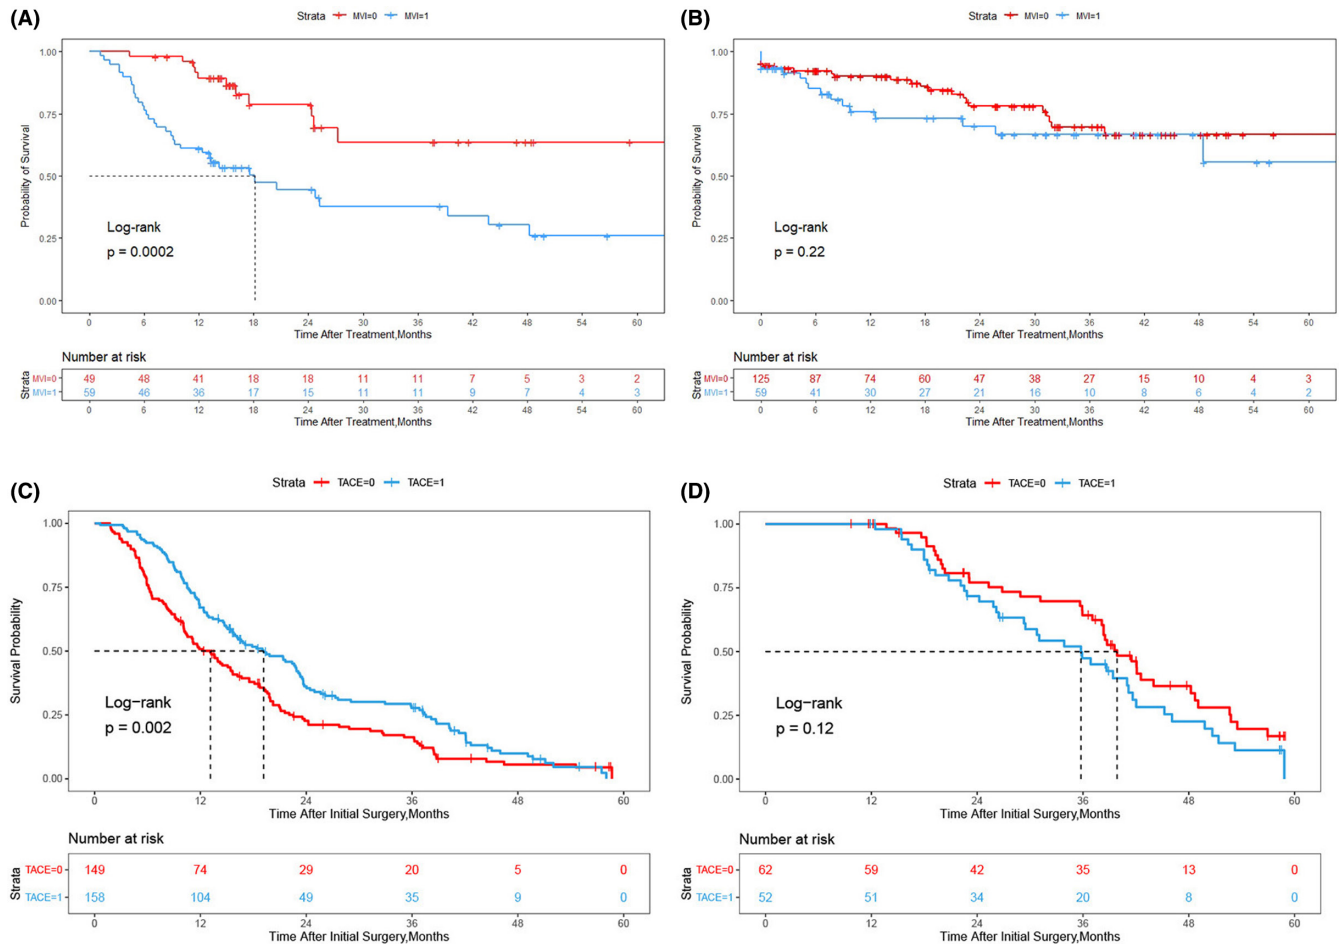 (A)
Strata MVI=0 MVI=1
Probability of Survival
1.00
0.75
0.50
0.25
0.00
Log-rank
p = 0.0002
0 6 12 18 24 30 36 42 48 54 60
Time After Treatment,Months
Number at risk
Strata
MVI=0 49 48 41 18 18 11 11 7 5 3 2
MVI=1 59 46 36 17 15 11 11 9 7 4 3
0 6 12 18 24 30 36 42 48 54 60
Time After Treatment,Months
(B)
Strata MVI=0 MVI=1
Probability of Survival
1.00
0.75
0.50
0.25
0.00
Log-rank
p = 0.22
0 6 12 18 24 30 36 42 48 54 60
Time After Treatment,Months
Number at risk
Strata
MVI=0 125 87 74 60 47 38 27 15 10 4 3
MVI=1 59 41 30 27 21 16 10 8 6 4 2
0 6 12 18 24 30 36 42 48 54 60
Time After Treatment,Months
(C)
Strata TACE=0 TACE=1
Survival Probability
1.00
0.75
0.50
0.25
0.00
Log−rank
p = 0.002
0 12 24 36 48 60
Time After Initial Surgery,Months
Number at risk
Strata
TACE=0 149 74 29 20 5 0
TACE=1 158 104 49 35 9 0
0 12 24 36 48 60
Time After Initial Surgery,Months
(D)
Strata TACE=0 TACE=1
Survival Probability
1.00
0.75
0.50
0.25
0.00
Log−rank
p = 0.12
0 12 24 36 48 60
Time After Initial Surgery,Months
Number at risk
Strata
TACE=0 62 59 42 35 13 0
TACE=1 52 51 34 20 8 0
0 12 24 36 48 60
Time After Initial Surgery,Months